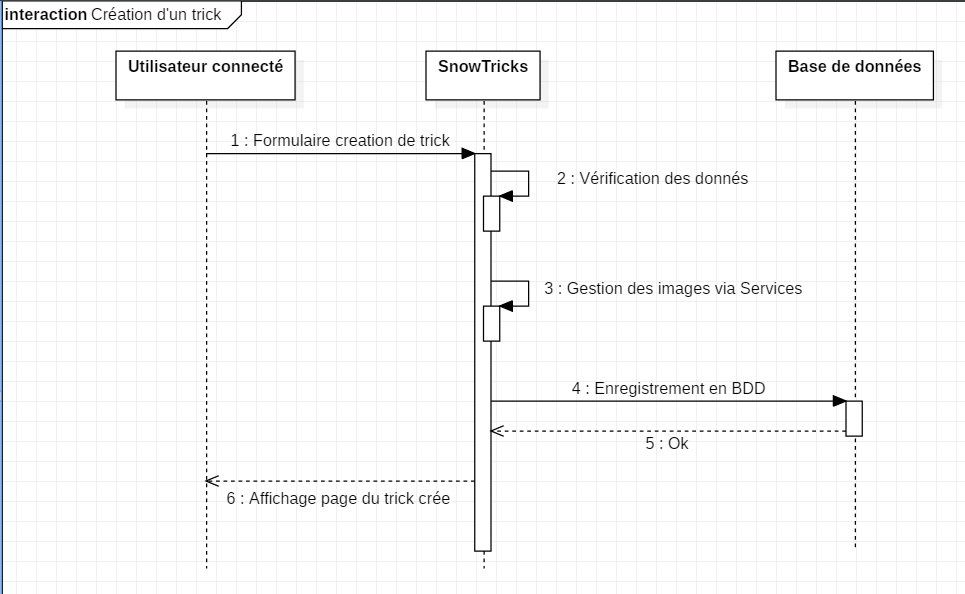 interaction Création d'un trick
Utilisateur connecté
SnowTricks
Base de données
1 : Formulaire creation de trick
2 : Vérification des donnés
3 : Gestion des images via Services
4 : Enregistrement en BDD
5 : Ok
6 : Affichage page du trick crée